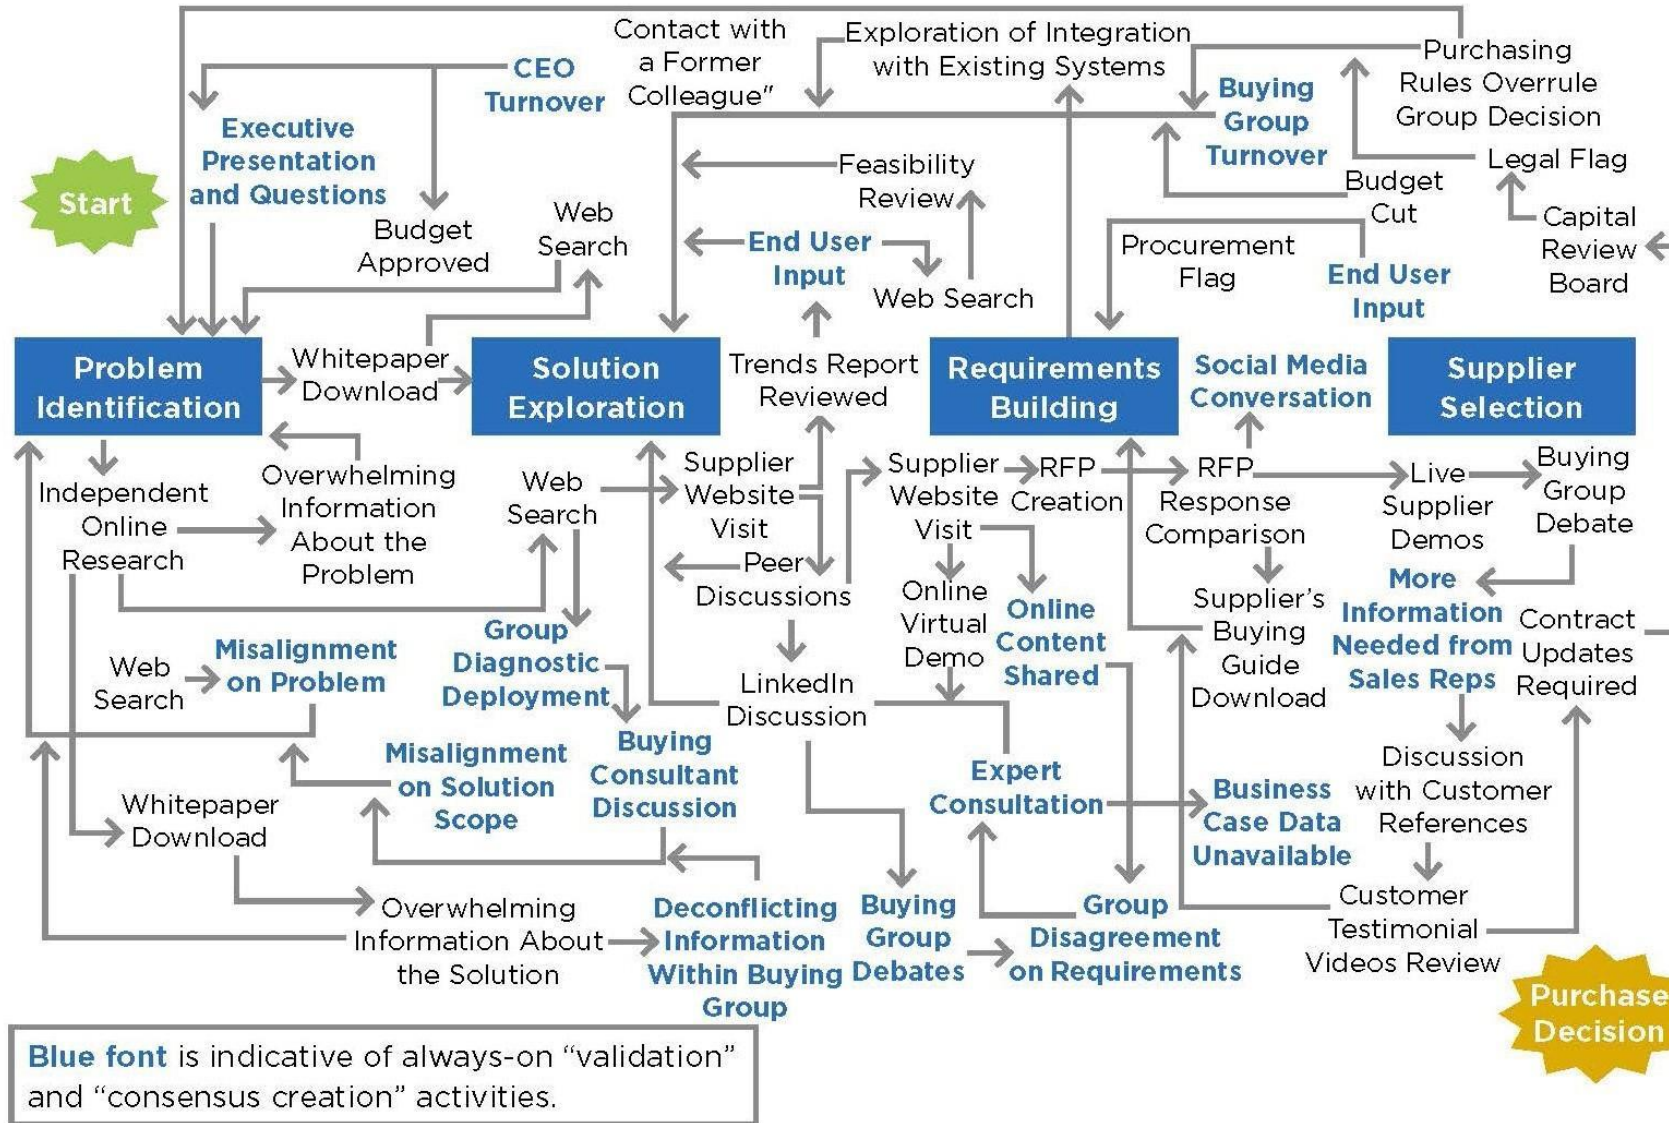 Contact with
a Former
Colleague"
Exploration of Integration
with Existing Systems
Purchasing
Rules Overrule
Group Decision
CEO
Turnover
Buying
Group
Turnover
Executive
Presentation
and Questions
Start
Feasibility
Review
Legal Flag
Budget
Cut
Web
Search
Budget
Approved
End User
Input
Web Search
Procurement
Flag
End User
Input
Capital
Review
Board
Problem
Identification
Whitepaper
Download
Solution
Exploration
Trends Report
Reviewed
Requirements
Building
Social Media
Conversation
Supplier
Selection
Independent
Online
Research
Overwhelming
Information
About the
Problem
Web
Search
Supplier
Website
Visit
Peer
Discussions
Supplier
Website
Visit
RFP
Creation
RFP
Response
Comparison
Live
Supplier
Demos
Buying
Group
Debate
Online
Virtual
Demo
Online
Content
Shared
Supplier's
Buying
Guide
Download
More
Information
Needed from
Sales Reps
Contract
Updates
Required
Web
Search
Misalignment
on Problem
Group
Diagnostic
Deployment
LinkedIn
Discussion
Misalignment
on Solution
Scope
Buying
Consultant
Discussion
Expert
Consultation
Business
Case Data
Unavailable
Discussion
with Customer
References
Whitepaper
Download
Overwhelming
Information About
the Solution
Deconflicting
Information
Within Buying
Group
Buying
Group
Debates
Group
Disagreement
on Requirements
Customer
Testimonial
Videos Review
Purchase
Decision
Blue font is indicative of always-on “validation”
and “consensus creation” activities.